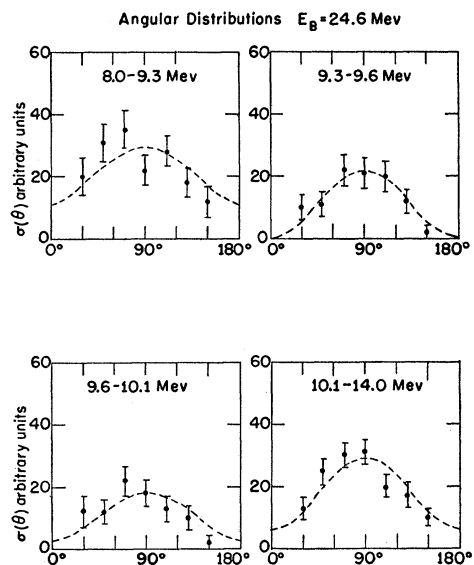 Angular Distributions E_B=24.6 Mev
60
40
20
0
8.0–9.3 Mev
σ(θ) arbitrary units
0° 90° 180°
60
40
20
0
9.3–9.6 Mev
0° 90° 180°
60
40
20
0
9.6–10.1 Mev
σ(θ) arbitrary units
0° 90° 180°
60
40
20
0
10.1–14.0 Mev
0° 90° 180°